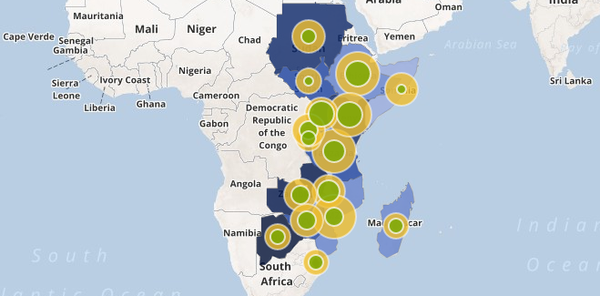 Arabia
Oman
India
Mauritania
Cape Verde
Senegal
Gambia
Mali
Niger
Chad
Eritrea
Yemen
Arabian Sea
Bay of
Nigeria
Sierra
Leone
Ivory Coast
Liberia
Ghana
Cameroon
Sri Lanka
Gabon
Democratic
Republic
of the
Congo
Angola
Namibia
South
Africa
South
Atlantic Ocean
Indian
Ocean